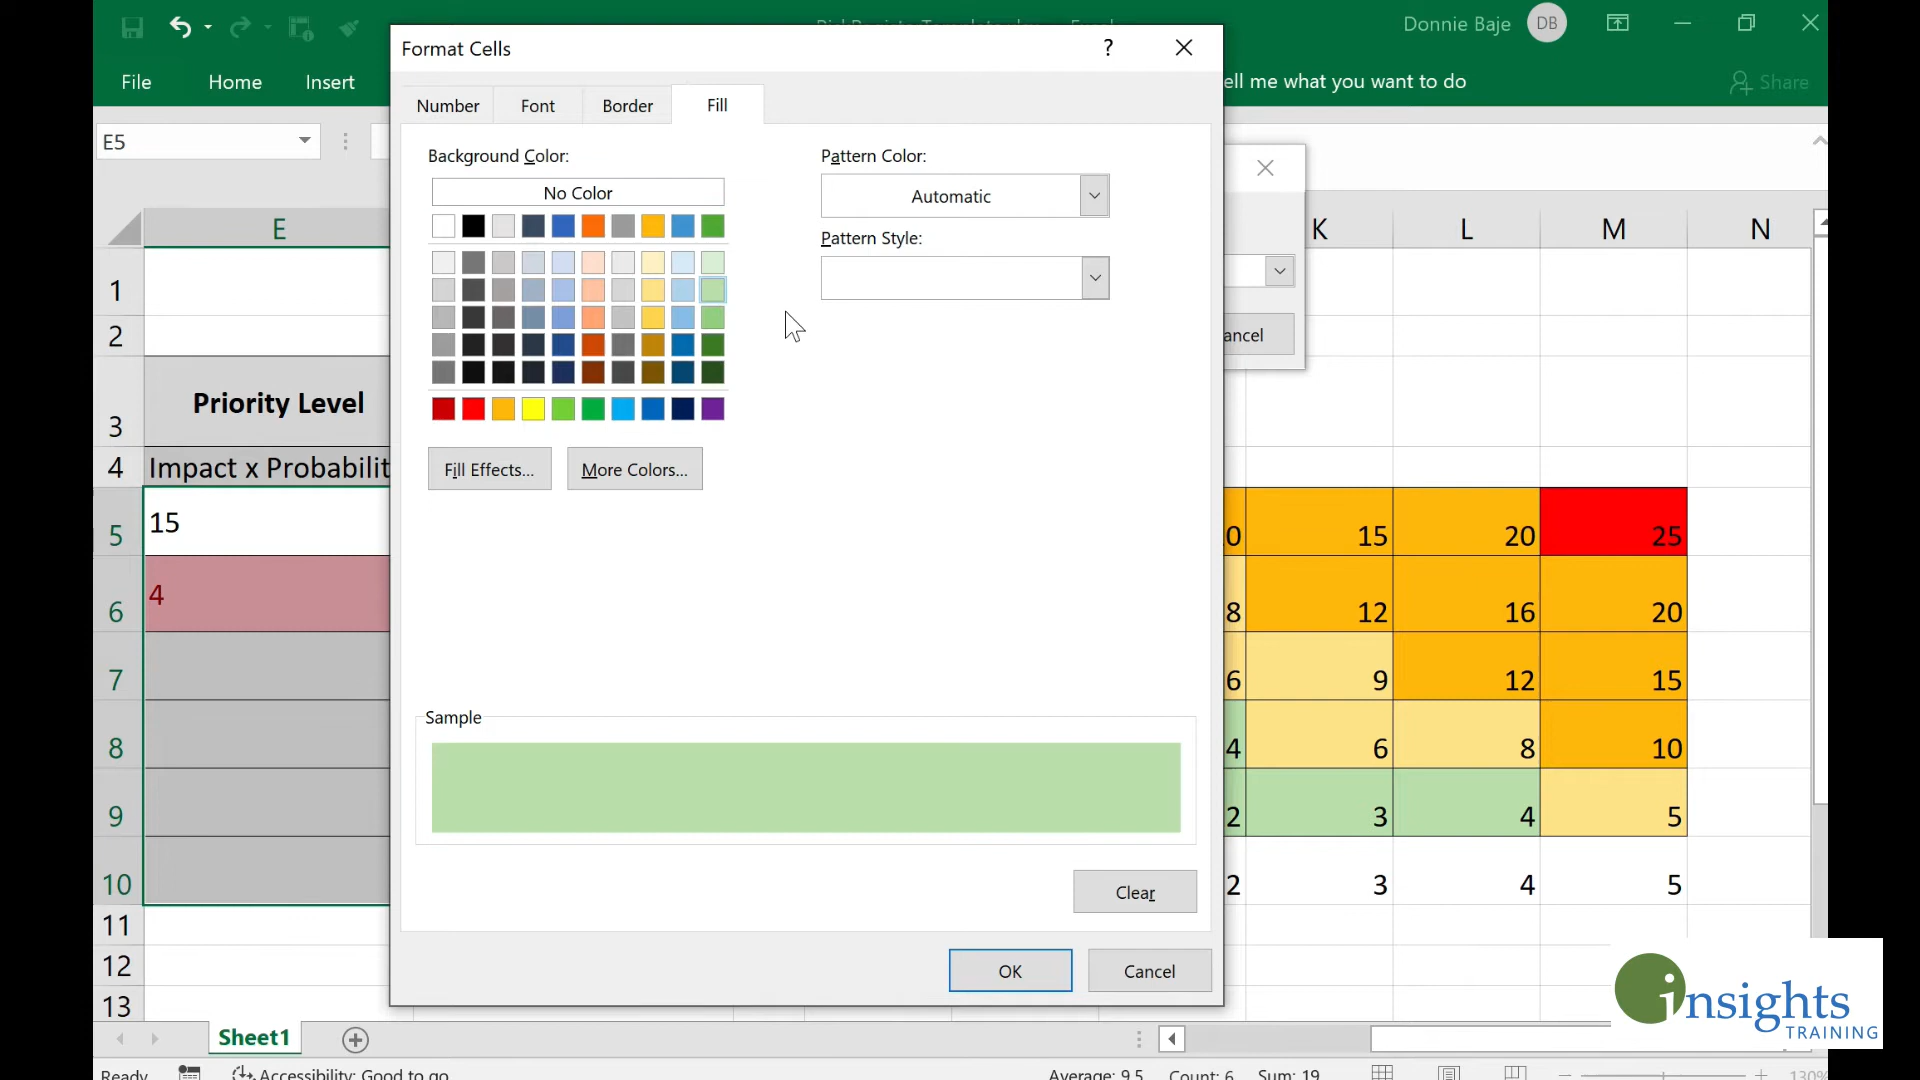 Donnie Baje DB
Format Cells ?
File Home Insert
ell me what you want to do
Share
Number Font Border Fill
E5
Background Color:
Pattern Color:
No Color
Automatic
Pattern Style:
E K L M N
1
2
ancel
3 Priority Level
4 Impact x Probabilit
Fill Effects... More Colors...
5 15 0 15 20 25
6 4 8 12 16 20
7 6 9 12 15
Sample
8 4 6 8 10
9 2 3 4 5
10 2 3 4 5
Clear
11
12
OK Cancel
13
Sheet1
insights
TRAINING
Ready Accessibility: Good to go Average: 9.5 Count: 6 Sum: 19 130%